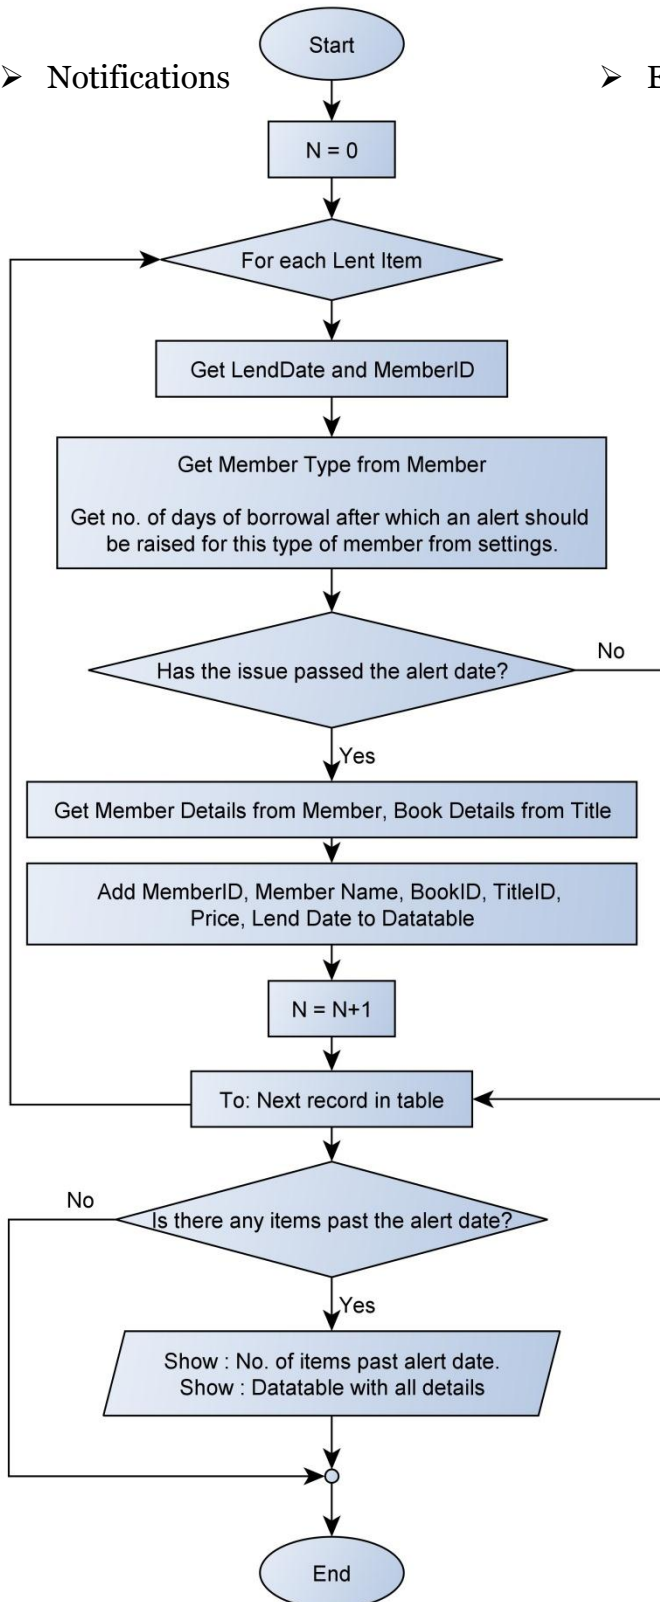 Start
➢ Notifications
➢ E
N = 0
For each Lent Item
Get LendDate and MemberID
Get Member Type from Member
Get no. of days of borrowal after which an alert should
be raised for this type of member from settings.
Has the issue passed the alert date?
No
Yes
Get Member Details from Member, Book Details from Title
Add MemberID, Member Name, BookID, TitleID,
Price, Lend Date to Datatable
N = N+1
To: Next record in table
No
Is there any items past the alert date?
Yes
Show : No. of items past alert date.
Show : Datatable with all details
End